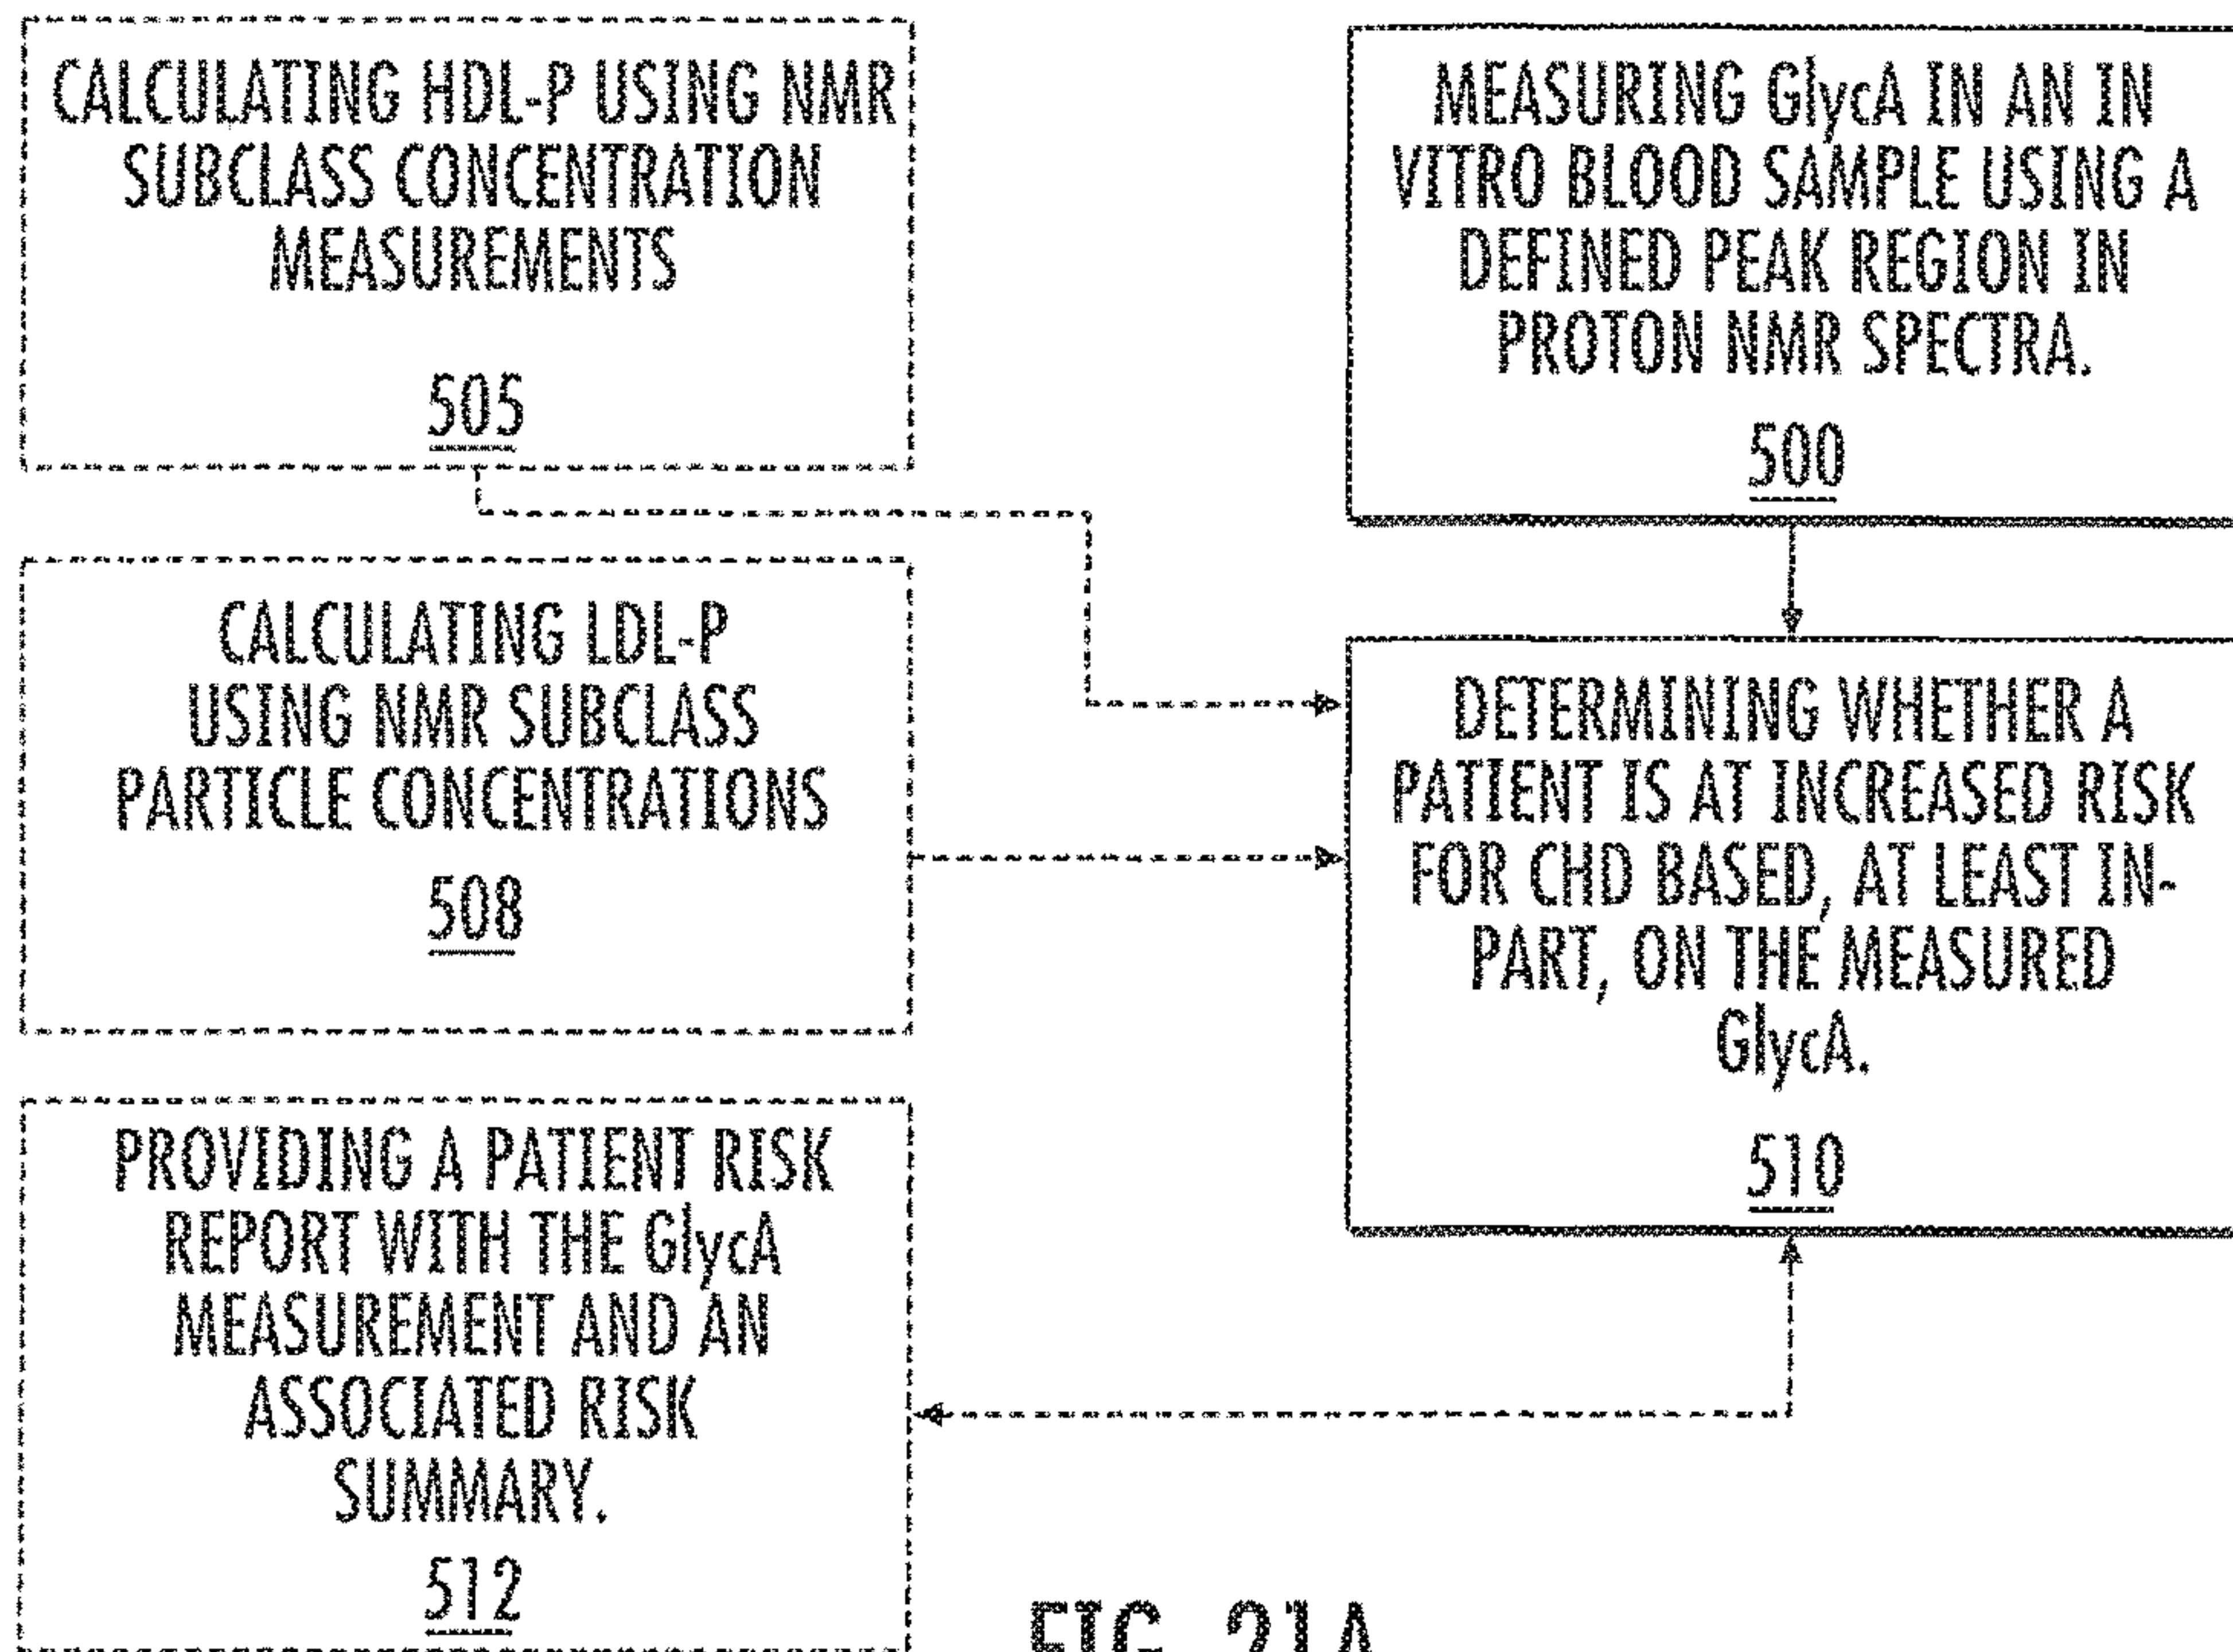 CALCULATING HDL-P USING NMR
SUBCLASS CONCENTRATION
MEASUREMENTS
505
MEASURING GlycA IN AN IN
VITRO BLOOD SAMPLE USING A
DEFINED PEAK REGION IN
PROTON NMR SPECTRA.
500
CALCULATING LDL-P
USING NMR SUBCLASS
PARTICLE CONCENTRATIONS
508
DETERMINING WHETHER A
PATIENT IS AT INCREASED RISK
FOR CHD BASED, AT LEAST IN-
PART, ON THE MEASURED
GlycA.
510
PROVIDING A PATIENT RISK
REPORT WITH THE GlycA
MEASUREMENT AND AN
ASSOCIATED RISK
SUMMARY.
512
FIG. 21A